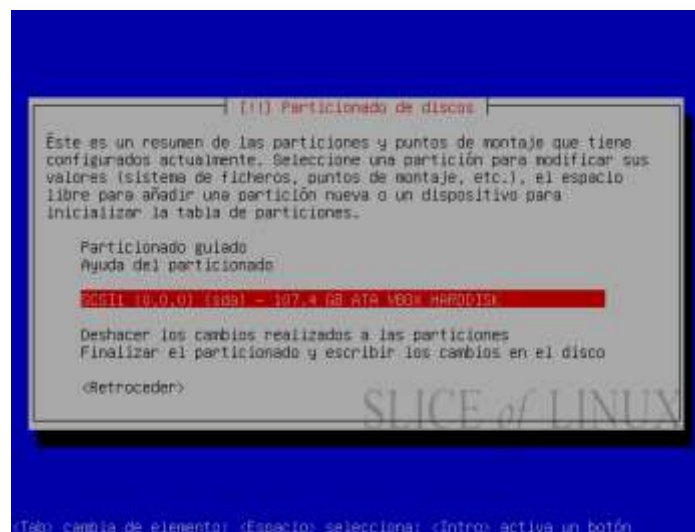 [!!] Particionado de discos
Éste es un resumen de las particiones y puntos de montaje que tiene
configurados actualmente. Seleccione una partición para modificar sus
valores (sistema de ficheros, puntos de montaje, etc.), el espacio
libre para añadir una partición nueva o un dispositivo para
inicializar la tabla de particiones.
Particionado guiado
Ayuda del particionado
SCSI1 (0,0,0) (sda) - 107.4 GB ATA VBOX HARDDISK
Deshacer los cambios realizados a las particiones
Finalizar el particionado y escribir los cambios en el disco
<Retroceder>
SLICE of LINUX
<Tab> cambia de elemento; <Espacio> selecciona; <Intro> activa un botón